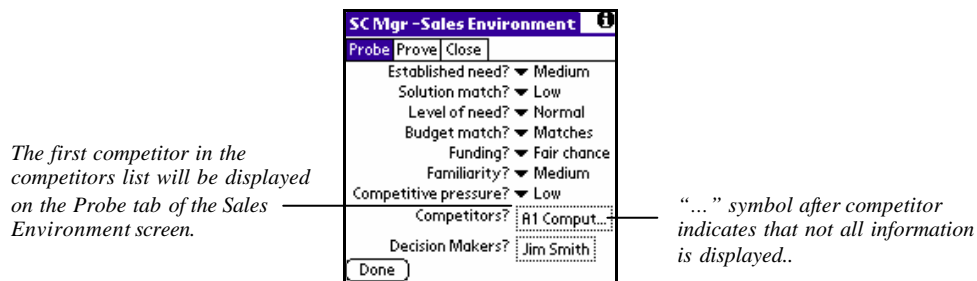 SC Mgr -Sales Environment
Probe Prove Close
Established need? Medium
Solution match? Low
Level of need? Normal
Budget match? Matches
Funding? Fair chance
Familiarity? Medium
Competitive pressure? Low
Competitors? A1 Comput...
Decision Makers? Jim Smith
Done
The first competitor in the
competitors list will be displayed
on the Probe tab of the Sales
Environment screen.
“...” symbol after competitor
indicates that not all information
is displayed..